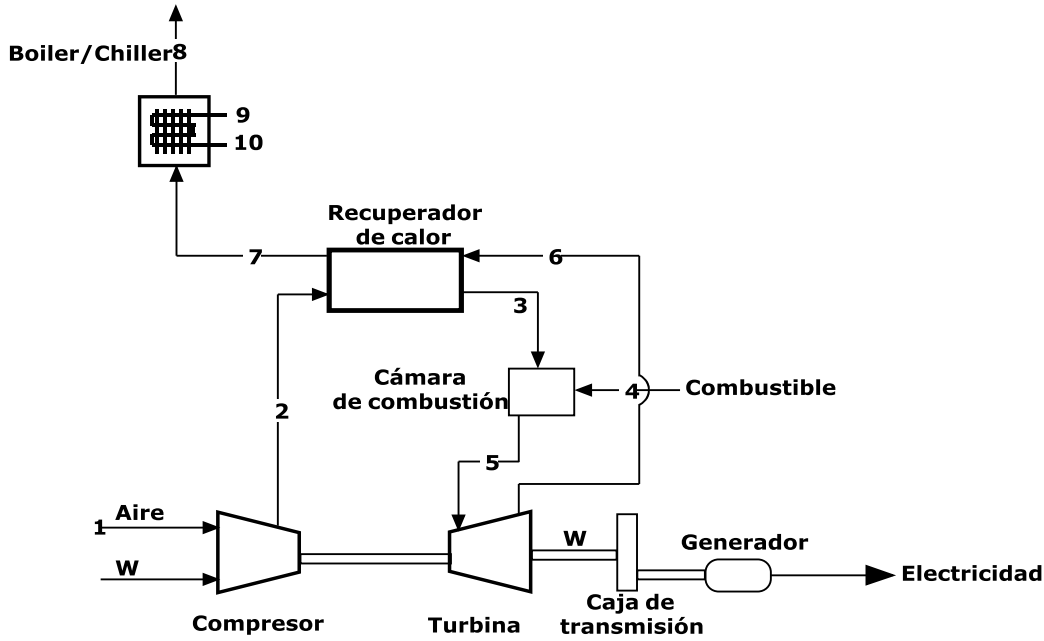 Boiler/Chiller 8
9
10
Recuperador
de calor
7
6
3
Cámara
de combustión
4
Combustible
2
5
1
Aire
W
W
Generador
Electricidad
Compresor
Turbina
Caja de
transmisión